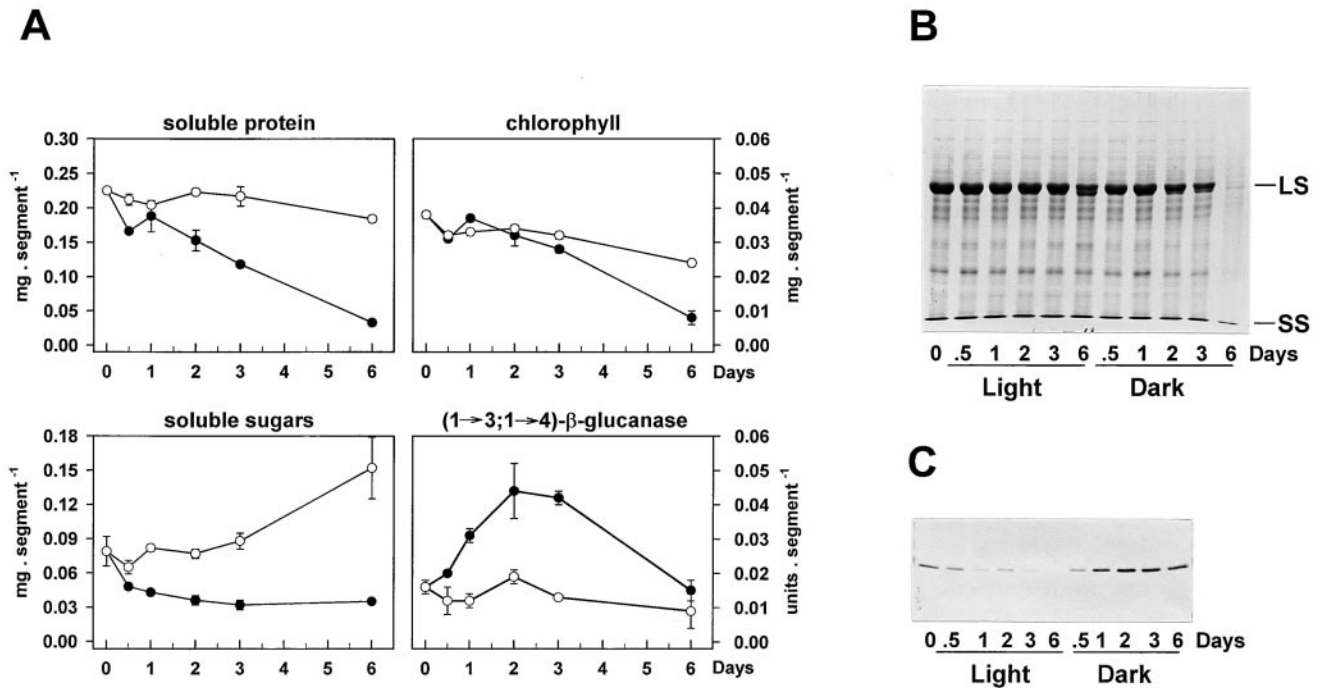 A
soluble protein
chlorophyll
0.30
0.25
0.20
0.15
0.10
0.05
0.00
mg . segment -1
0 1 2 3 4 5 6
0.06
0.05
0.04
0.03
0.02
0.01
0.00
mg . segment -1
0 1 2 3 4 5 6 Days
soluble sugars
(1→3;1→4)-β-glucanase
0.18
0.15
0.12
0.09
0.06
0.03
0.00
mg . segment -1
0 1 2 3 4 5 6
0.06
0.05
0.04
0.03
0.02
0.01
0.00
units . segment -1
0 1 2 3 4 5 6 Days
B
LS
SS
0 .5 1 2 3 6 .5 1 2 3 6 Days
Light Dark
C
0 .5 1 2 3 6 .5 1 2 3 6 Days
Light Dark